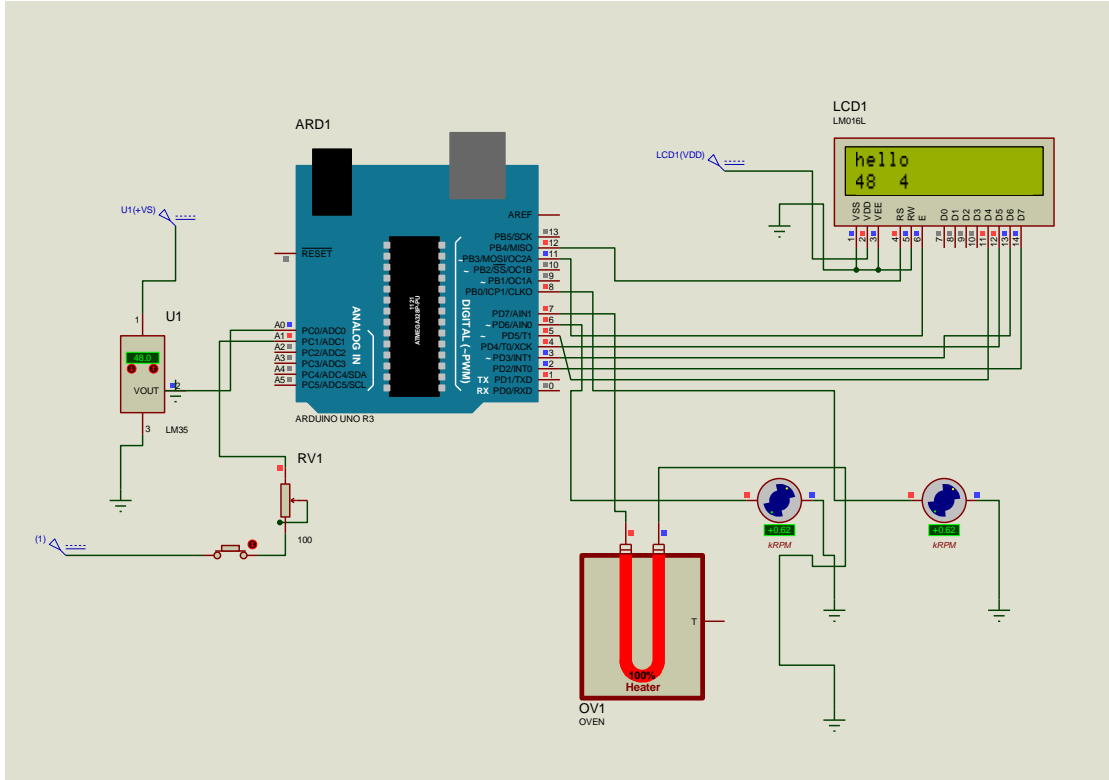 ARD1
LCD1
LM016L
LCD1(VDD)
hello
48 4
VSS
VDD
VEE
RS
RW
E
D0
D1
D2
D3
D4
D5
D6
D7
1
2
3
4
5
6
7
8
9
10
11
12
13
14
U1(+VS)
AREF
RESET
PB5/SCK
13
PB4/MISO
12
~PB3/MOSI/OC2A
11
~ PB2/SS/OC1B
10
~ PB1/OC1A
9
PB0/ICP1/CLKO
8
PD7/AIN1
7
~ PD6/AIN0
6
~ PD5/T1
5
PD4/T0/XCK
4
~ PD3/INT1
3
PD2/INT0
2
TX PD1/TXD
1
RX PD0/RXD
0
DIGITAL (~PWM)
ANALOG IN
1121
ATMEGA328P-PU
A0
PC0/ADC0
A1
PC1/ADC1
A2
PC2/ADC2
A3
PC3/ADC3
A4
PC4/ADC4/SDA
A5
PC5/ADC5/SCL
ARDUINO UNO R3
U1
1
48.0
VOUT
2
3
LM35
RV1
100
(1)
+0.62
kRPM
+0.62
kRPM
T
100%
Heater
OV1
OVEN